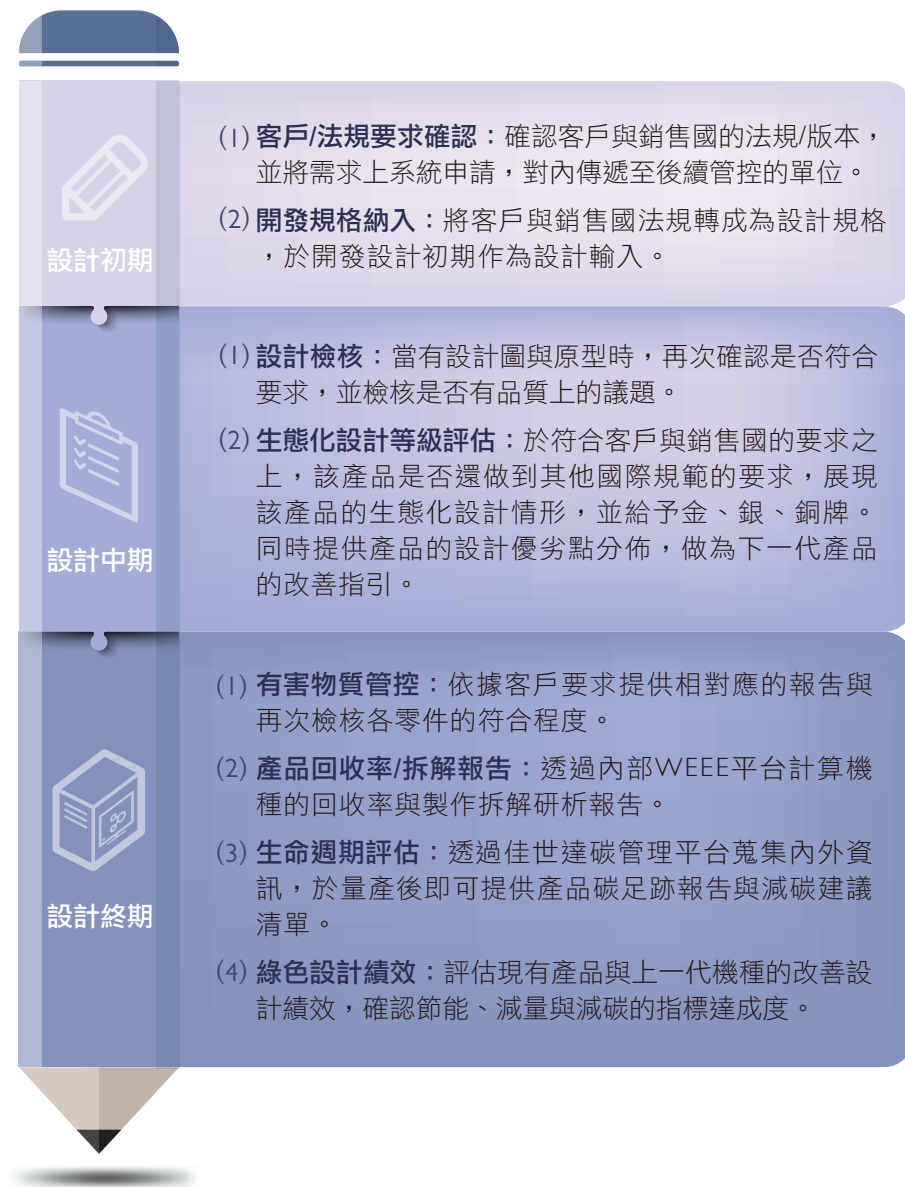 設計初期
(1) 客戶/法規要求確認：確認客戶與銷售國的法規/版本，
並將需求上系統申請，對內傳遞至後續管控的單位。
(2) 開發規格納入：將客戶與銷售國法規轉成為設計規格
，於開發設計初期作為設計輸入。
設計中期
(1) 設計檢核：當有設計圖與原型時，再次確認是否符合
要求，並檢核是否有品質上的議題。
(2) 生態化設計等級評估：於符合客戶與銷售國的要求之
上，該產品是否還做到其他國際規範的要求，展現
該產品的生態化設計情形，並給予金、銀、銅牌。
同時提供產品的設計優劣點分佈，做為下一代產品
的改善指引。
設計終期
(1) 有害物質管控：依據客戶要求提供相對應的報告與
再次檢核各零件的符合程度。
(2) 產品回收率/拆解報告：透過內部WEEE平台計算機
種的回收率與製作拆解研析報告。
(3) 生命週期評估：透過佳世達碳管理平台蒐集內外資
訊，於量產後即可提供產品碳足跡報告與減碳建議
清單。
(4) 綠色設計績效：評估現有產品與上一代機種的改善設
計績效，確認節能、減量與減碳的指標達成度。